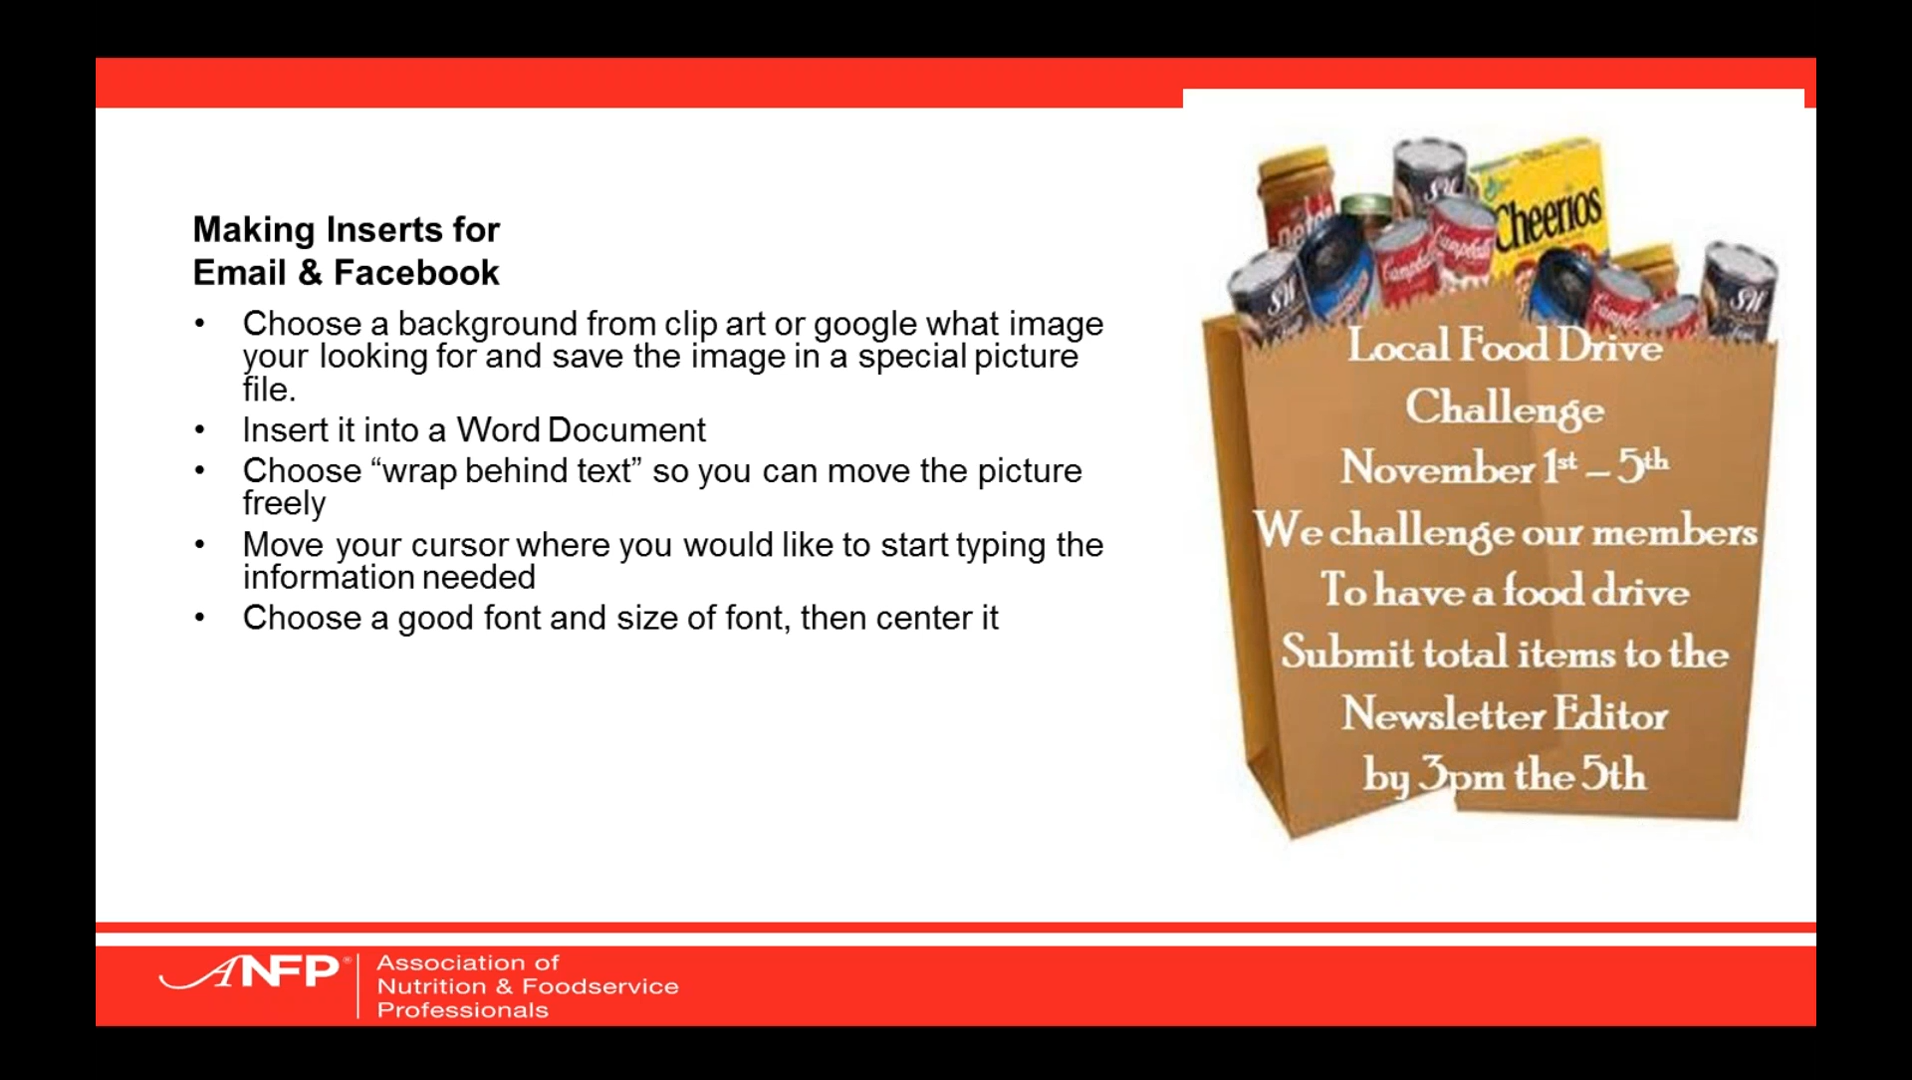 Making Inserts for
Email & Facebook
• Choose a background from clip art or google what image
your looking for and save the image in a special picture
file.
• Insert it into a Word Document
• Choose “wrap behind text” so you can move the picture
freely
• Move your cursor where you would like to start typing the
information needed
• Choose a good font and size of font, then center it
Cheerios
S&W
Campbell's
Campbell's
S&W
S&W
Local Food Drive
Challenge
November 1st – 5th
We challenge our members
To have a food drive
Submit total items to the
Newsletter Editor
by 3pm the 5th
ANFP®
Association of
Nutrition & Foodservice
Professionals